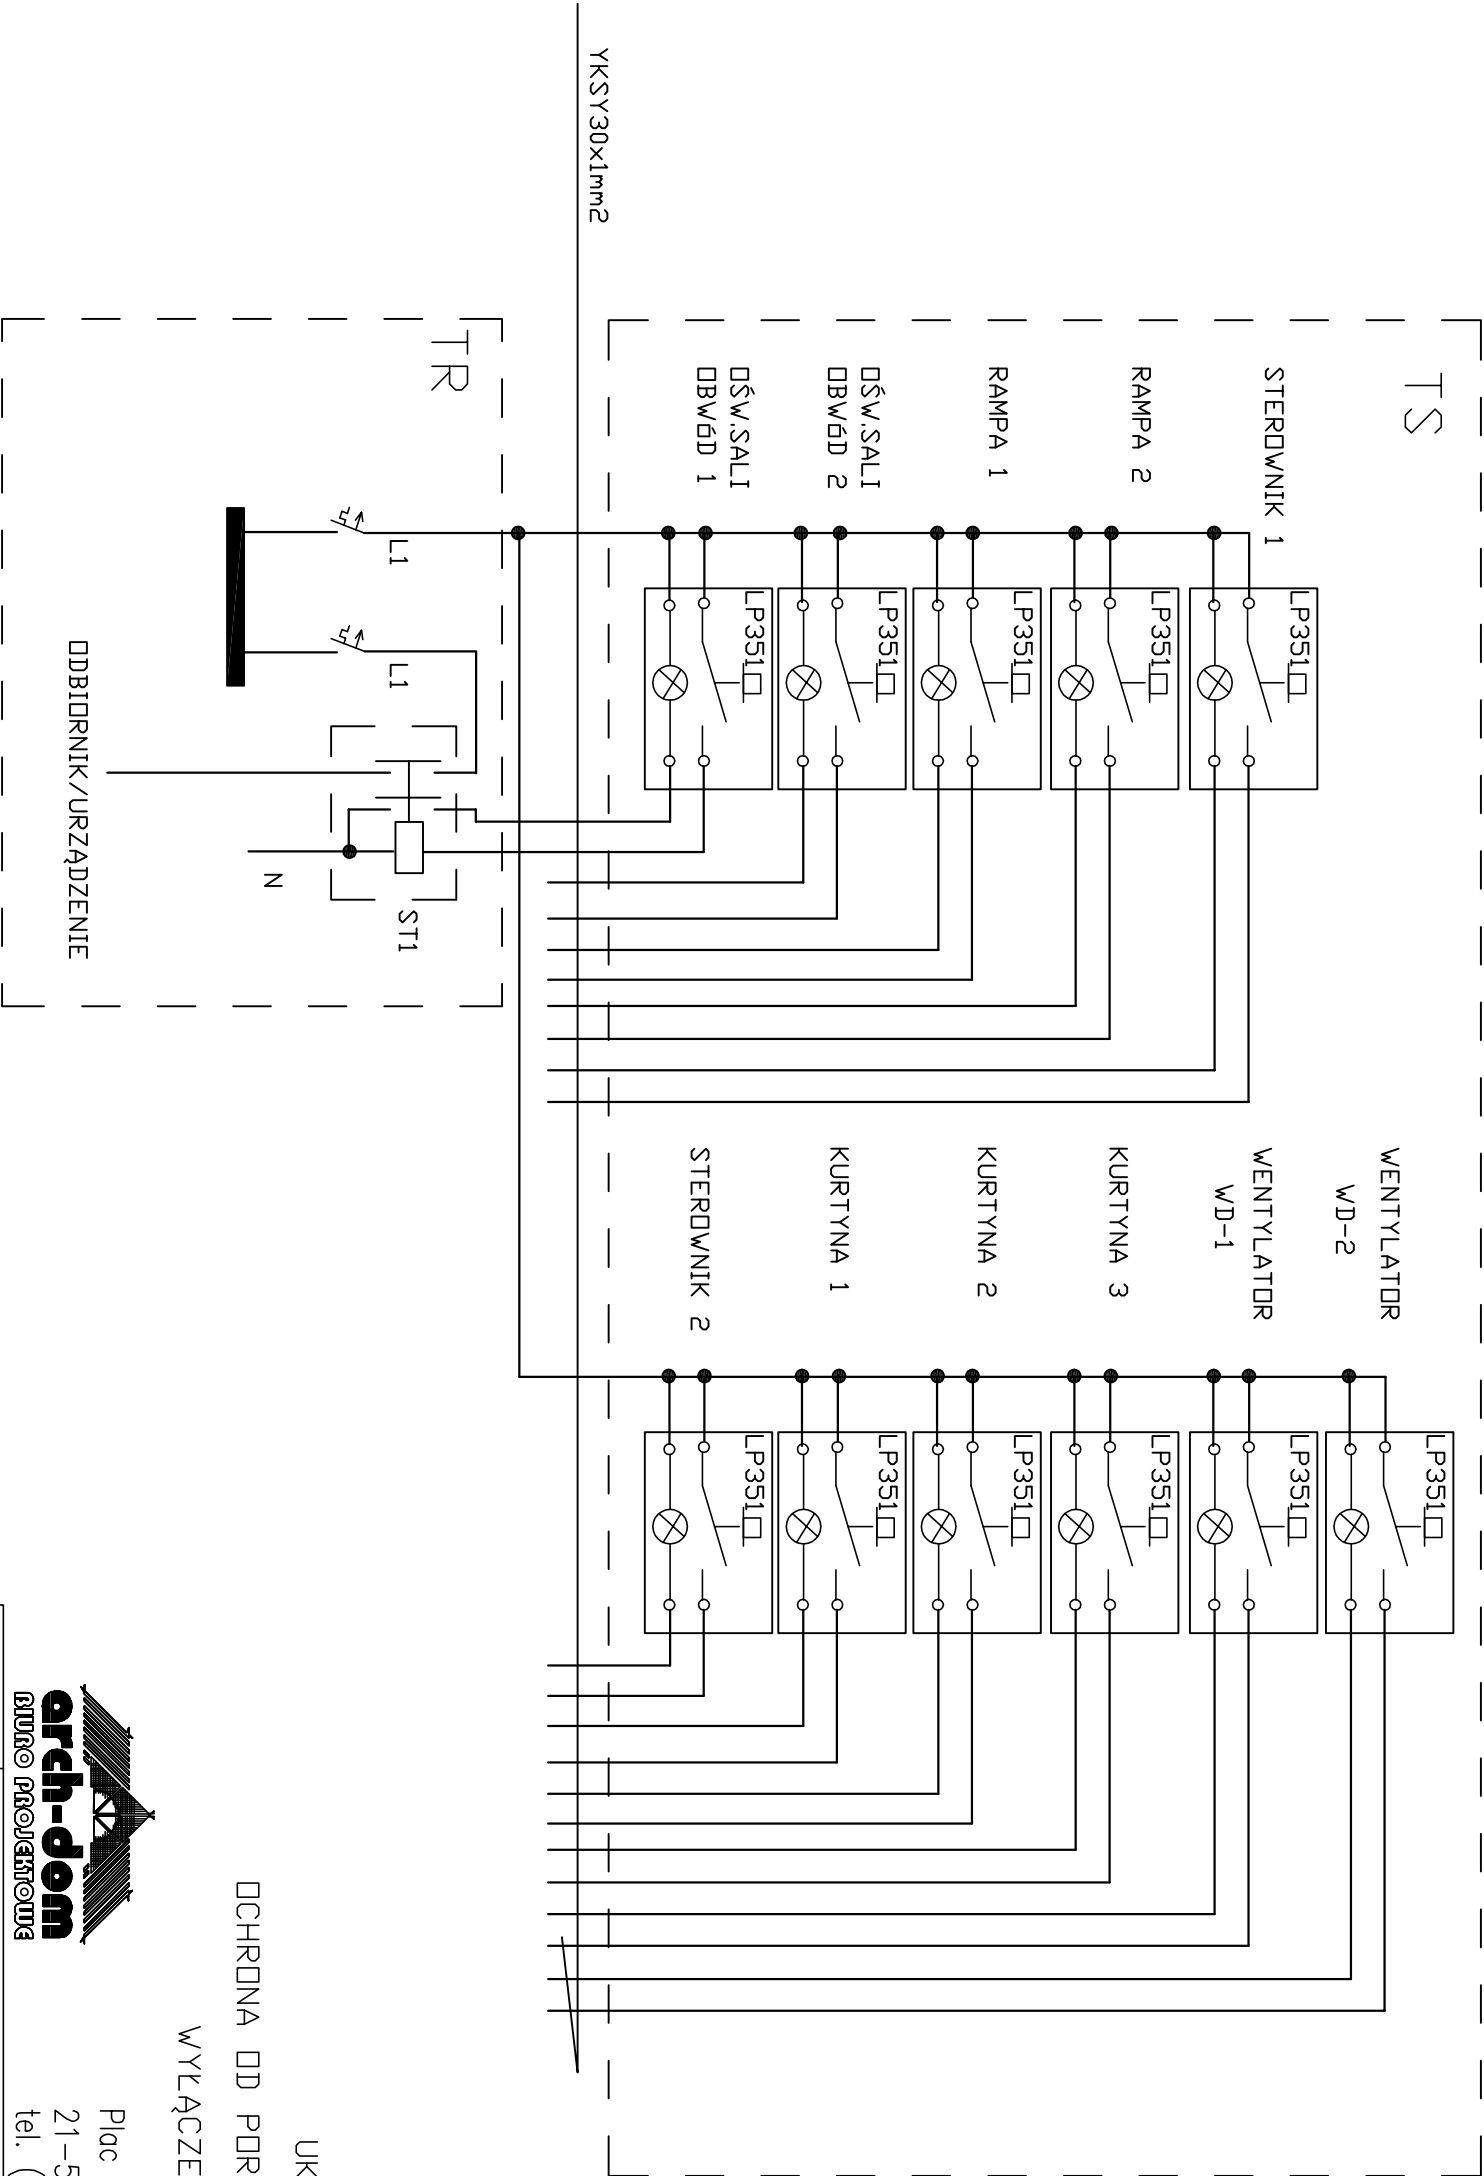 TS
WENTYLATOR
WD-2
STEROWNIK 1
RAMPA 2
RAMPA 1
OŚW.SALI
OBWÓD 2
OŚW.SALI
OBWÓD 1
WENTYLATOR
WD-1
KURTYNA 3
KURTYNA 2
KURTYNA 1
STEROWNIK 2
LP351
LP351
LP351
LP351
LP351
LP351
LP351
LP351
LP351
LP351
LP351
YKSY30x1mm2
TR
L1
L1
ST1
N
ODBIORNIK/URZĄDZENIE
UK
OCHRONA OD POR
WYŁĄCZE
arch-dom
BIURO PROJEKTOWE
Plac
21-5
tel. (